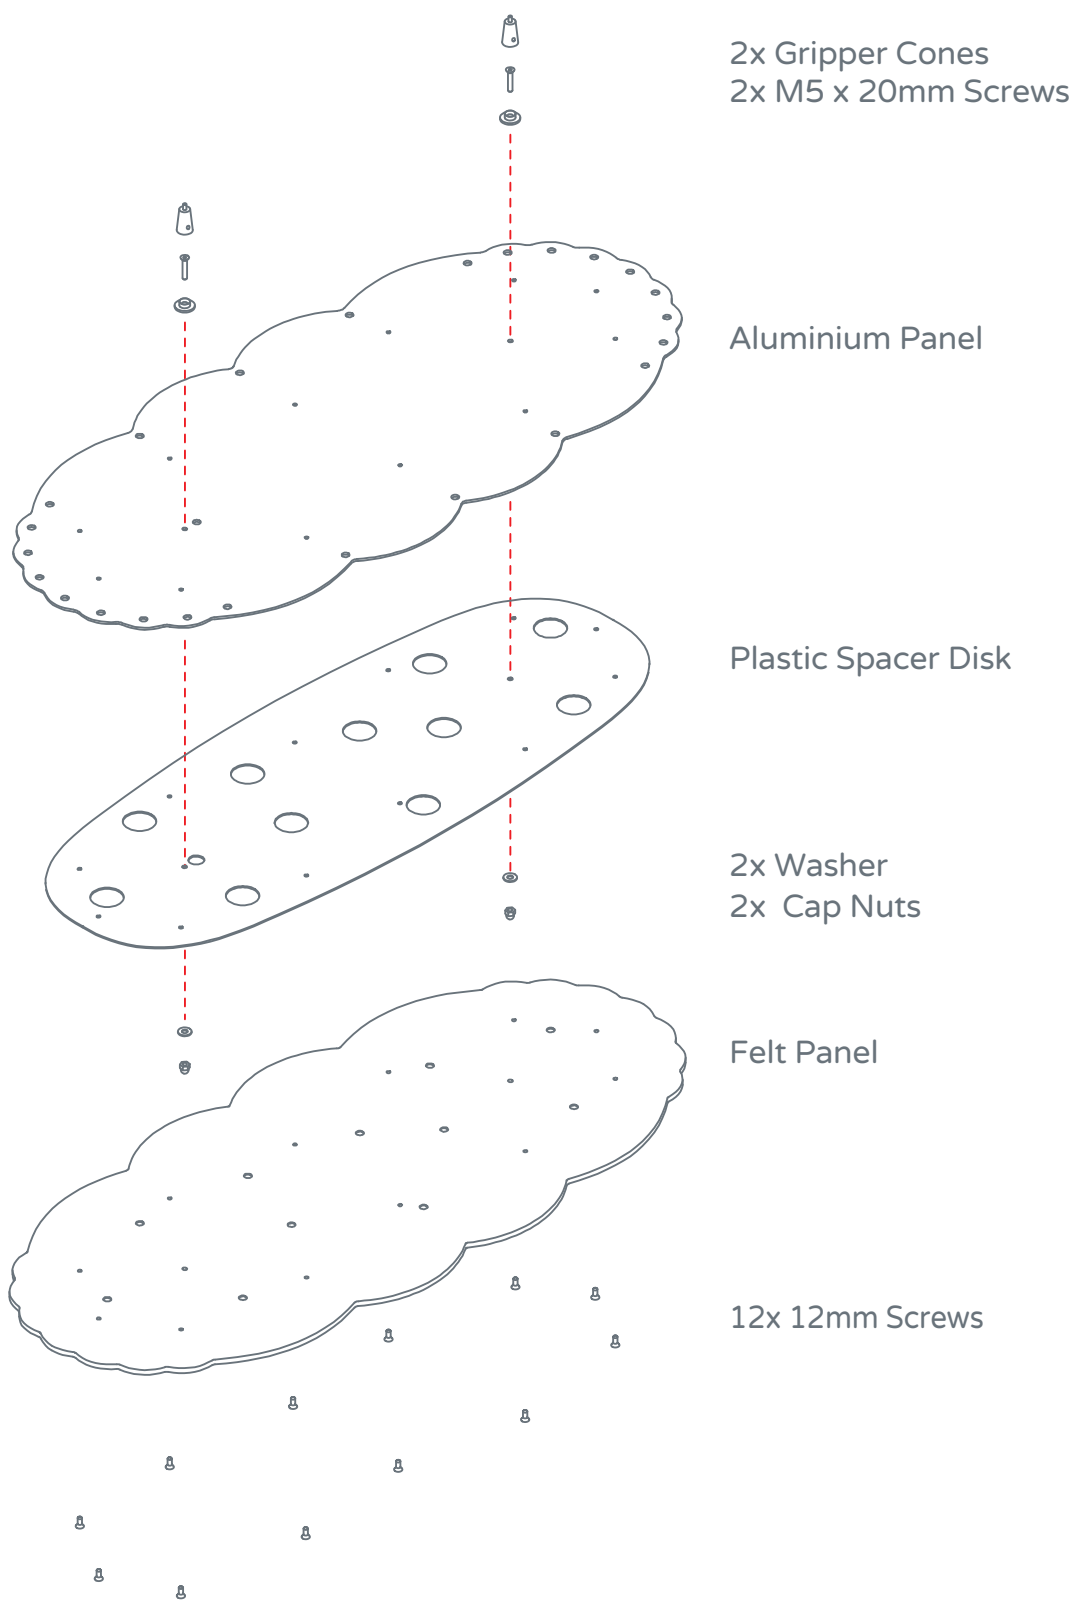 2x Gripper Cones
2x M5 x 20mm Screws
Aluminium Panel
Plastic Spacer Disk
2x Washer
2x  Cap Nuts
Felt Panel
12x 12mm Screws